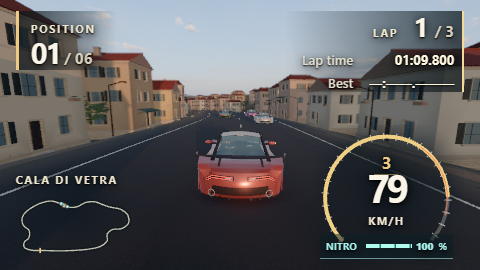 POSITION
01 / 06
LAP 1 / 3
Lap time 01:09.800
Best --:--.---
CALA DI VETRA
3
79
KM/H
NITRO 100 %